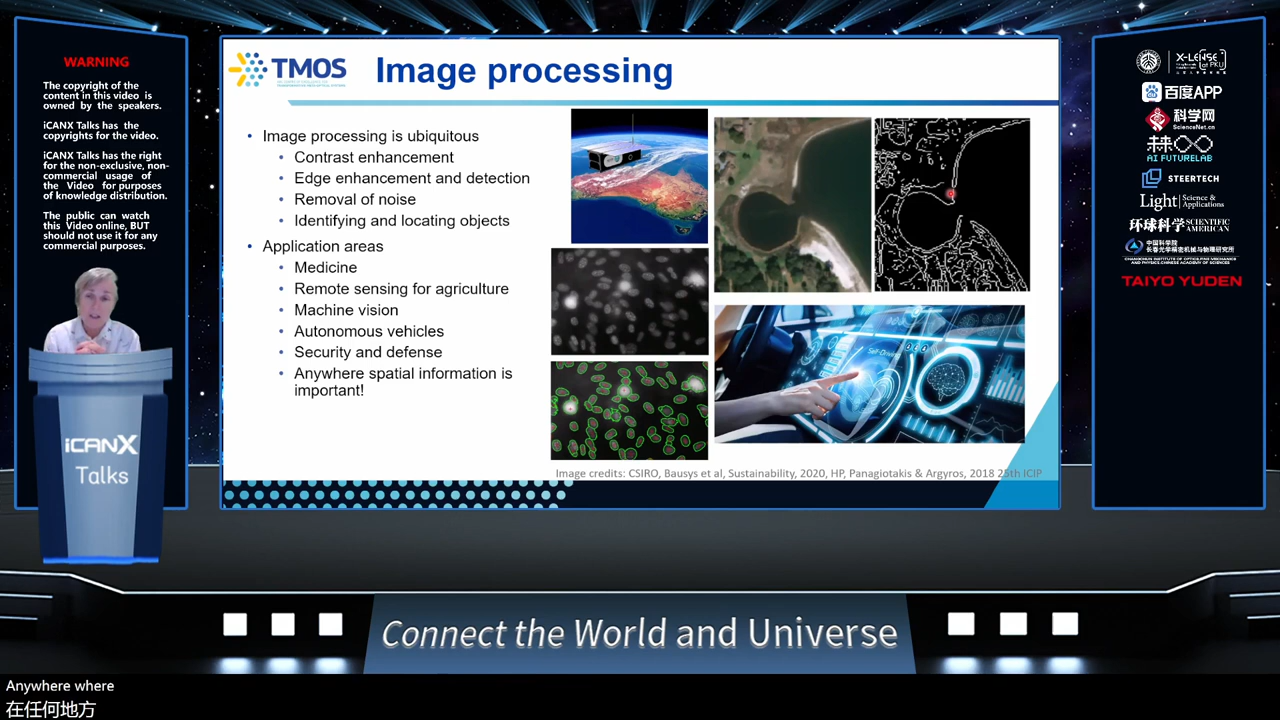 WARNING
The copyright of the
content in this video is
owned by the speakers.
iCANX Talks has the
copyrights for the video.
iCANX Talks has the right
for the non-exclusive, non-
commercial usage of
the Video for purposes
of knowledge distribution.
The public can watch
this Video online, BUT
should not use it for any
commercial purposes.
iCANX
Talks
TMOS
Image processing
• Image processing is ubiquitous
• Contrast enhancement
• Edge enhancement and detection
• Removal of noise
• Identifying and locating objects
• Application areas
• Medicine
• Remote sensing for agriculture
• Machine vision
• Autonomous vehicles
• Security and defense
• Anywhere spatial information is
important!
Self-Driving
Image credits: CSIRO, Bausys et al, Sustainability, 2020, HP, Panagiotakis & Argyros, 2018 25th ICIP
X-LENSE
百度APP
科学网
ScienceNet.cn
未来
AI FUTURELAB
STEERTECH
Light Science & Applications
环球科学 SCIENTIFIC AMERICAN
中国科学院
长春光学精密机械与物理研究所
CHANGCHUN INSTITUTE OF OPTICS,FINE MECHANICS
AND PHYSICS,CHINESE ACADEMY OF SCIENCES
TAIYO YUDEN
Connect the World and Universe
Anywhere where
在任何地方